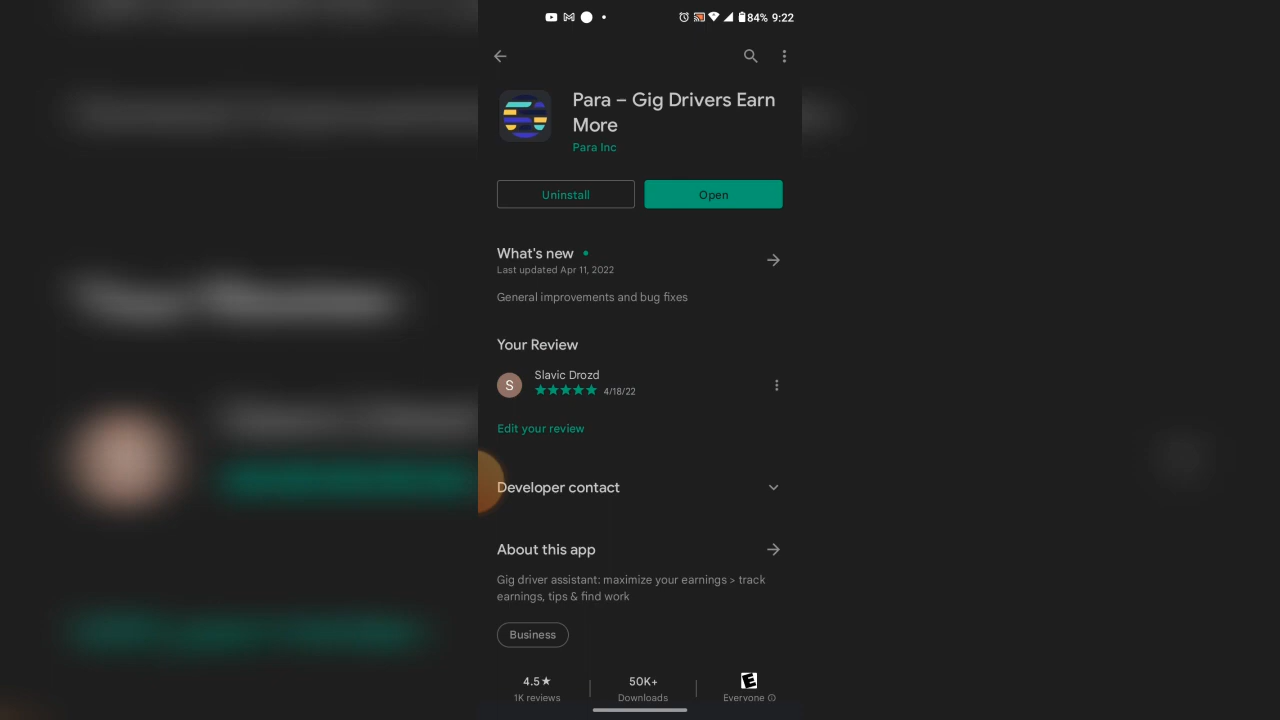 84% 9:22
Para – Gig Drivers Earn
More
Para Inc
Uninstall
Open
What's new
Last updated Apr 11, 2022
General improvements and bug fixes
Your Review
S
Slavic Drozd
4/18/22
Edit your review
Developer contact
About this app
Gig driver assistant: maximize your earnings > track
earnings, tips & find work
Business
4.5★
1K reviews
50K+
Downloads
E
Everyone